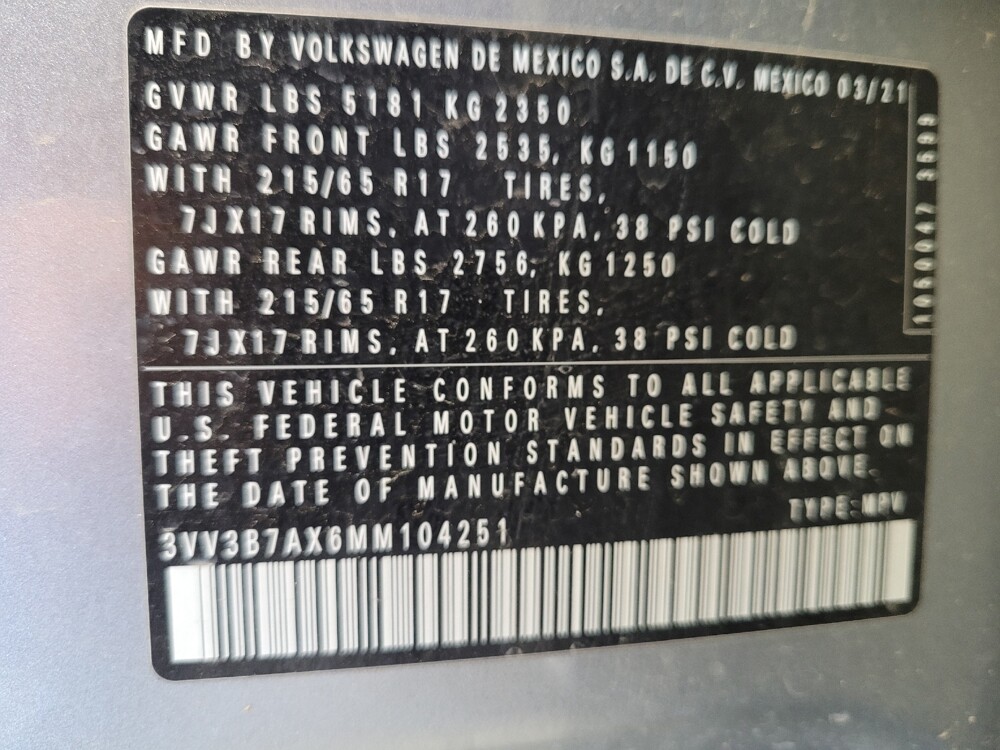 MFD BY VOLKSWAGEN DE MEXICO S.A. DE C.V. MEXICO 03/21
GVWR LBS 5181 KG 2350
GAWR FRONT LBS 2535, KG 1150
WITH 215/65 R17 TIRES,
7JX17 RIMS, AT 260 KPA, 38 PSI COLD
GAWR REAR LBS 2756, KG 1250
WITH 215/65 R17 TIRES,
7JX17 RIMS, AT 260 KPA, 38 PSI COLD
THIS VEHICLE CONFORMS TO ALL APPLICABLE
U.S. FEDERAL MOTOR VEHICLE SAFETY AND
THEFT PREVENTION STANDARDS IN EFFECT ON
THE DATE OF MANUFACTURE SHOWN ABOVE.
TYPE: MPV
3VV3B7AX6MM104251